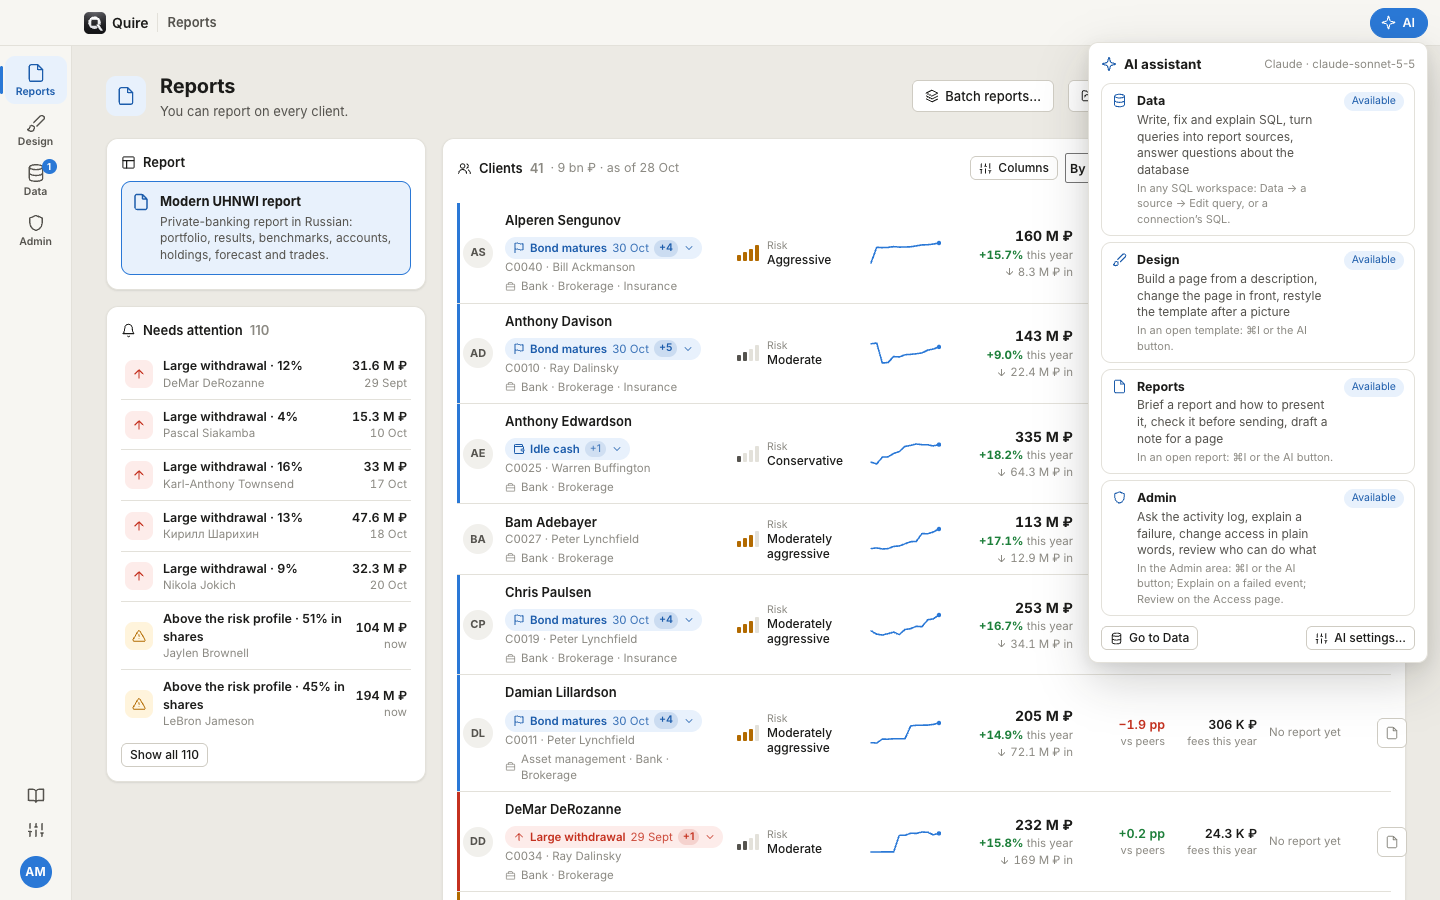 Quire
Reports
AI
Reports
Design
1
Data
Admin
AM
Reports
You can report on every client.
Batch reports...
Report
Modern UHNWI report
Private-banking report in Russian:
portfolio, results, benchmarks, accounts,
holdings, forecast and trades.
Needs attention 110
Large withdrawal · 12% 31.6 M ₽
DeMar DeRozanne 29 Sept
Large withdrawal · 4% 15.3 M ₽
Pascal Siakamba 10 Oct
Large withdrawal · 16% 33 M ₽
Karl-Anthony Townsend 17 Oct
Large withdrawal · 13% 47.6 M ₽
Кирилл Шарихин 18 Oct
Large withdrawal · 9% 32.3 M ₽
Nikola Jokich 20 Oct
Above the risk profile · 51% in
shares
104 M ₽
Jaylen Brownell now
Above the risk profile · 45% in
shares
194 M ₽
LeBron Jameson now
Show all 110
Clients 41 · 9 bn ₽ · as of 28 Oct
Columns
By
AS
Alperen Sengunov
Bond matures 30 Oct +4
C0040 · Bill Ackmanson
Bank · Brokerage · Insurance
Risk
Aggressive
160 M ₽
+15.7% this year
↓ 8.3 M ₽ in
AD
Anthony Davison
Bond matures 30 Oct +5
C0010 · Ray Dalinsky
Bank · Brokerage · Insurance
Risk
Moderate
143 M ₽
+9.0% this year
↓ 22.4 M ₽ in
AE
Anthony Edwardson
Idle cash +1
C0025 · Warren Buffington
Bank · Brokerage
Risk
Conservative
335 M ₽
+18.2% this year
↓ 64.3 M ₽ in
BA
Bam Adebayer
C0027 · Peter Lynchfield
Bank · Brokerage
Risk
Moderately
aggressive
113 M ₽
+17.1% this year
↓ 12.9 M ₽ in
CP
Chris Paulsen
Bond matures 30 Oct +4
C0019 · Peter Lynchfield
Bank · Brokerage · Insurance
Risk
Moderately
aggressive
253 M ₽
+16.7% this year
↓ 34.1 M ₽ in
DL
Damian Lillardson
Bond matures 30 Oct +4
C0011 · Peter Lynchfield
Asset management · Bank ·
Brokerage
Risk
Moderately
aggressive
205 M ₽
+14.9% this year
↓ 72.1 M ₽ in
−1.9 pp
vs peers
306 K ₽
fees this year
No report yet
DD
DeMar DeRozanne
Large withdrawal 29 Sept +1
C0034 · Ray Dalinsky
Bank · Brokerage
Risk
Moderate
232 M ₽
+15.8% this year
↓ 169 M ₽ in
+0.2 pp
vs peers
24.3 K ₽
fees this year
No report yet
AI assistant Claude · claude-sonnet-5-5
Data Available
Write, fix and explain SQL, turn
queries into report sources,
answer questions about the
database
In any SQL workspace: Data → a
source → Edit query, or a
connection's SQL.
Design Available
Build a page from a description,
change the page in front, restyle
the template after a picture
In an open template: ⌘I or the AI
button.
Reports Available
Brief a report and how to present
it, check it before sending, draft a
note for a page
In an open report: ⌘I or the AI button.
Admin Available
Ask the activity log, explain a
failure, change access in plain
words, review who can do what
In the Admin area: ⌘I or the AI
button; Explain on a failed event;
Review on the Access page.
Go to Data
AI settings...